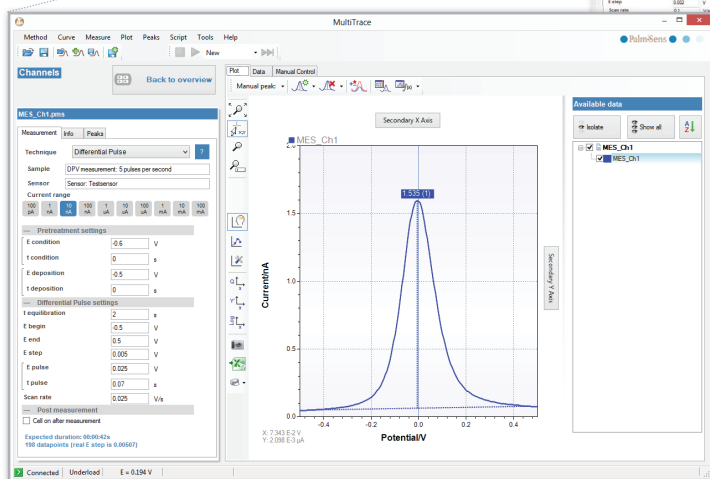 E step 0.002 V
Scan rate 0.1
MultiTrace
Method Curve Measure Plot Peaks Script Tools Help
New
PalmSens
Channels
Back to overview
MES_Ch1.pms
Measurement Info Peaks
Technique Differential Pulse ?
Sample DPV measurement: 5 pulses per second
Sensor Sensor: Testsensor
Current range
100 pA 1 nA 10 nA 100 nA 1 uA 10 uA 100 uA 1 mA 10 mA 100 mA
Pretreatment settings
E condition -0.6 V
t condition 0 s
E deposition -0.5 V
t deposition 0 s
Differential Pulse settings
t equilibration 2 s
E begin -0.5 V
E end 0.5 V
E step 0.005 V
E pulse 0.025 V
t pulse 0.07 s
Scan rate 0.025 V/s
Post measurement
Cell on after measurement
Expected duration: 00:00:42s
198 datapoints (real E step is 0.00507)
Plot Data Manual Control
Manual peak:
Secondary X Axis
MES_Ch1
2.0
1.535 (1)
1.5
1.0
0.5
0.0
Current/nA
Secondary Y Axis
-0.4 -0.2 0.0 0.2 0.4
Potential/V
X: 7.343 E-2 V
Y: 2.098 E-3 µA
Available data
Isolate Show all
MES_Ch1
MES_Ch1
Connected Underload E = 0.194 V